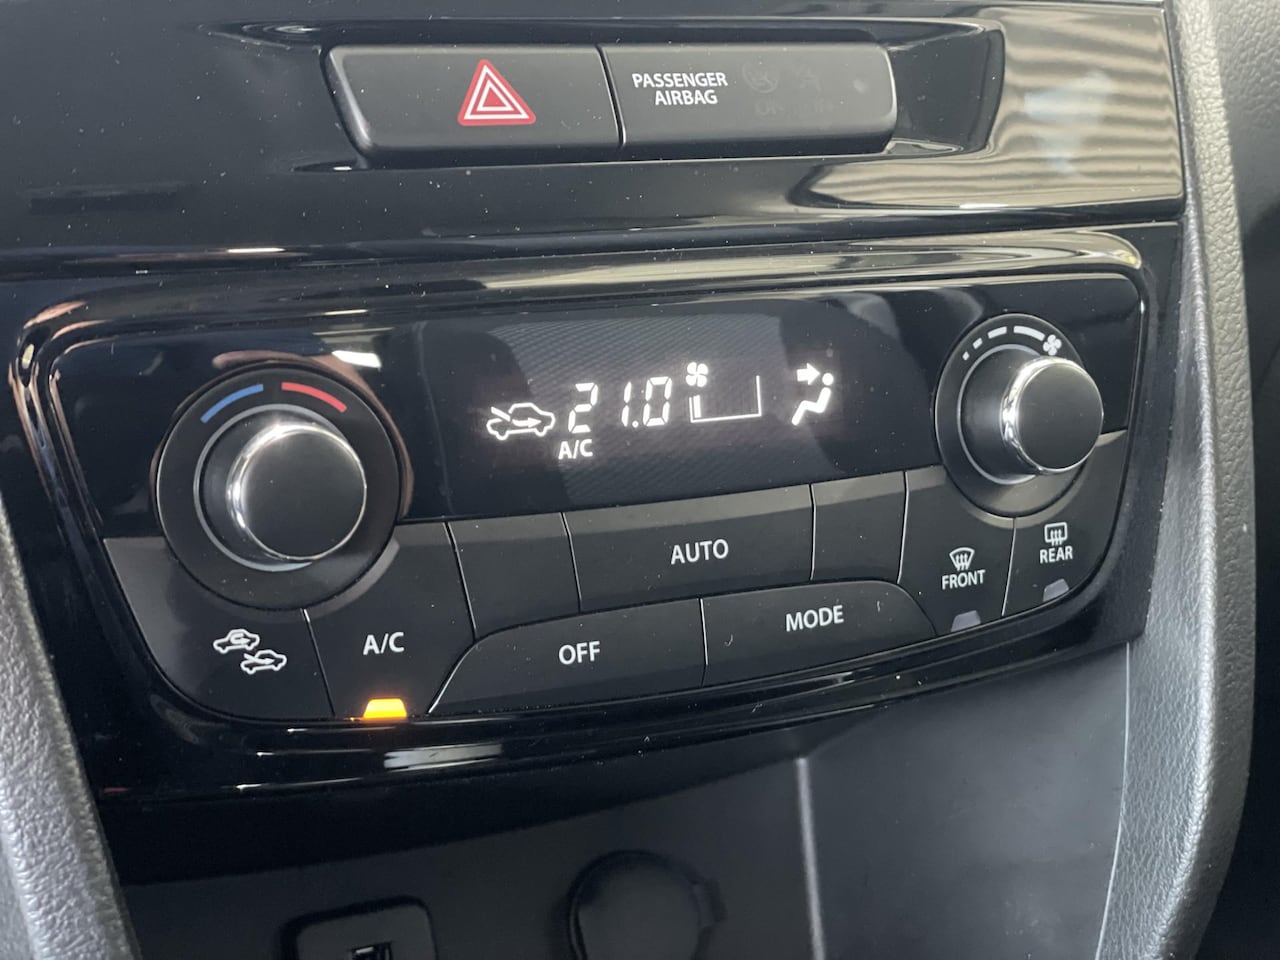 PASSENGER
AIRBAG
21.0
A/C
AUTO
FRONT
REAR
A/C
OFF
MODE